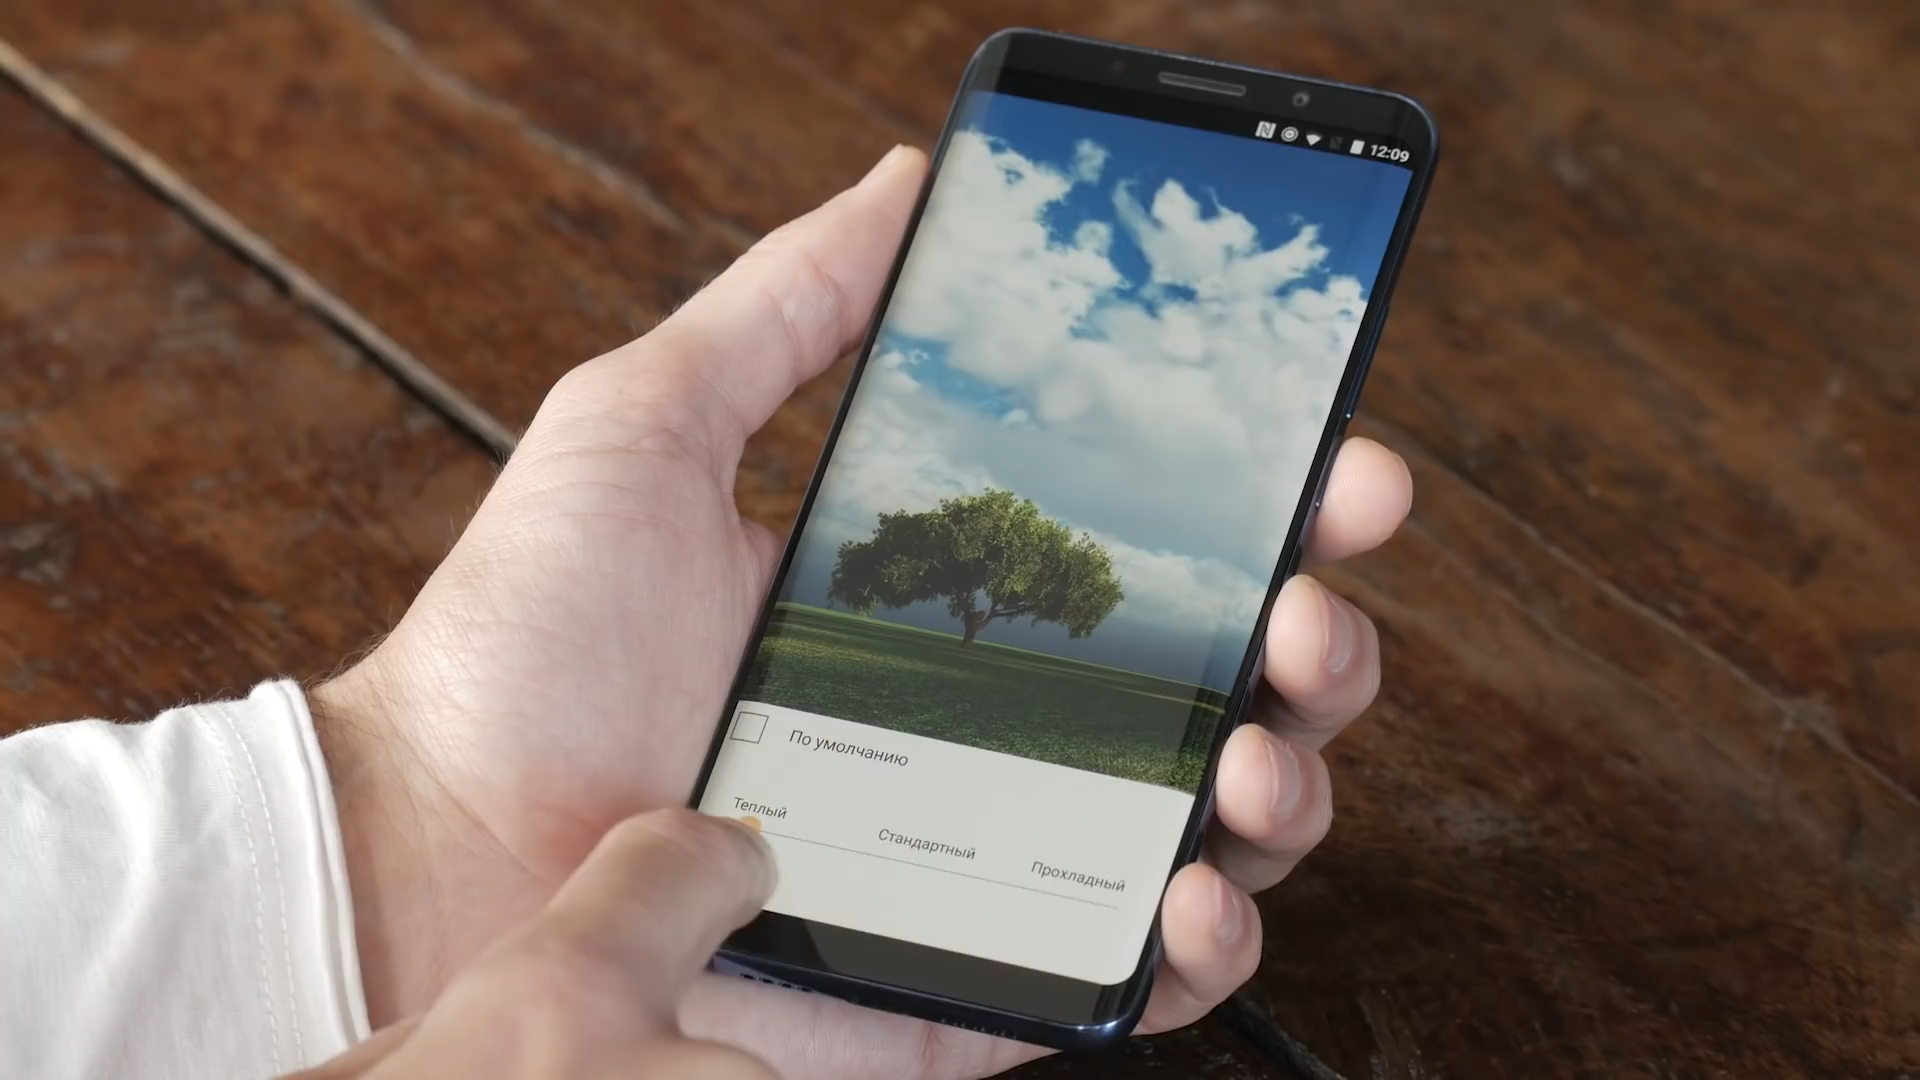 12:09
По умолчанию
Теплый
Стандартный
Прохладный